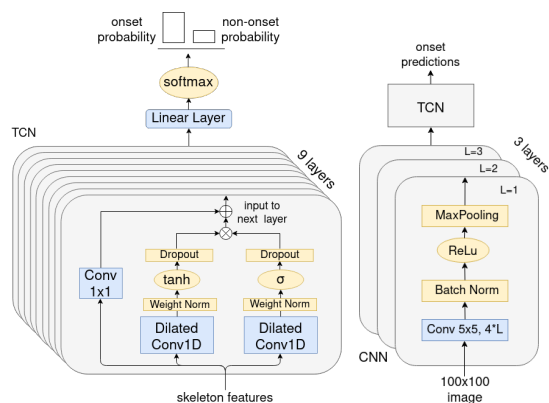 onset
probability
non-onset
probability
softmax
Linear Layer
TCN
9 layers
input to
next layer
Dropout
Dropout
tanh
σ
Conv
1x1
Weight Norm
Weight Norm
Dilated
Conv1D
Dilated
Conv1D
skeleton features
onset
predictions
TCN
3 layers
L=3
L=2
L=1
MaxPooling
ReLu
Batch Norm
Conv 5x5, 4*L
CNN
100x100
image